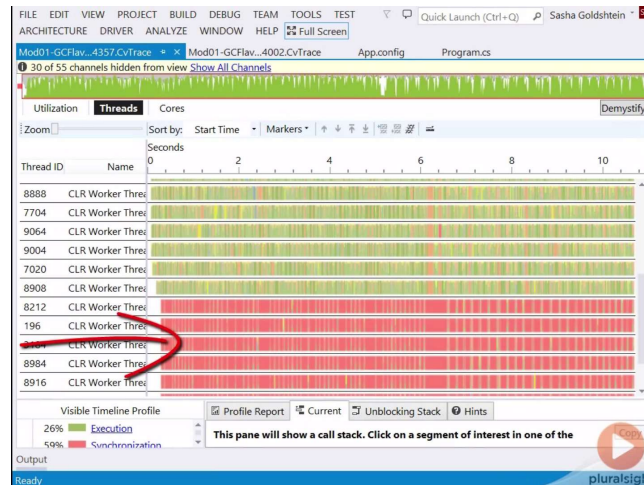 FILE EDIT VIEW PROJECT BUILD DEBUG TEAM TOOLS TEST Quick Launch (Ctrl+Q) Sasha Goldshtein
ARCHITECTURE DRIVER ANALYZE WINDOW HELP Full Screen
Mod01-GCFlav...4357.CvTrace Mod01-GCFlav...4002.CvTrace App.config Program.cs
30 of 55 channels hidden from view Show All Channels
Utilization Threads Cores Demystify
Zoom Sort by: Start Time Markers
Seconds
Thread ID Name 0 2 4 6 8 10
8888 CLR Worker Threa
7704 CLR Worker Threa
9064 CLR Worker Threa
9004 CLR Worker Threa
7020 CLR Worker Threa
8908 CLR Worker Threa
8212 CLR Worker Threa
196 CLR Worker Threa
CLR Worker Threa
8984 CLR Worker Threa
8916 CLR Worker Threa
Visible Timeline Profile Profile Report Current Unblocking Stack Hints
26% Execution This pane will show a call stack. Click on a segment of interest in one of the Copy
59% Synchronization
Output
Ready pluralsigh